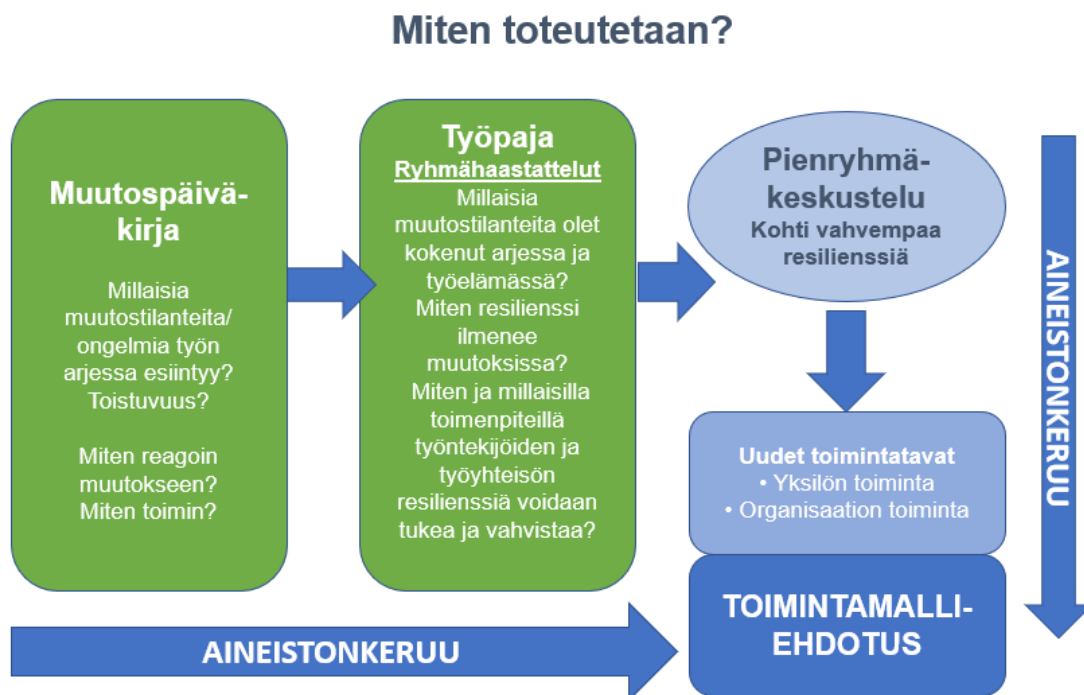 Miten toteutetaan?
Muutospäivä-
kirja
Millaisia
muutostilanteita/
ongelmia työn
arjessa esiintyy?
Toistuvuus?
Miten reagoin
muutokseen?
Miten toimin?
Työpaja
Ryhmähaastattelut
Millaisia
muutostilanteita olet
kokenut arjessa ja
työelämässä?
Miten resilienssi
ilmenee
muutoksissa?
Miten ja millaisilla
toimenpiteillä
työntekijöiden ja
työyhteisön
resilienssiä voidaan
tukea ja vahvistaa?
Pienryhmä-
keskustelu
Kohti vahvempaa
resilienssiä
Uudet toimintatavat
• Yksilön toiminta
• Organisaation toiminta
TOIMINTAMALLI-
EHDOTUS
AINEISTONKERUU
AINEISTONKERUU